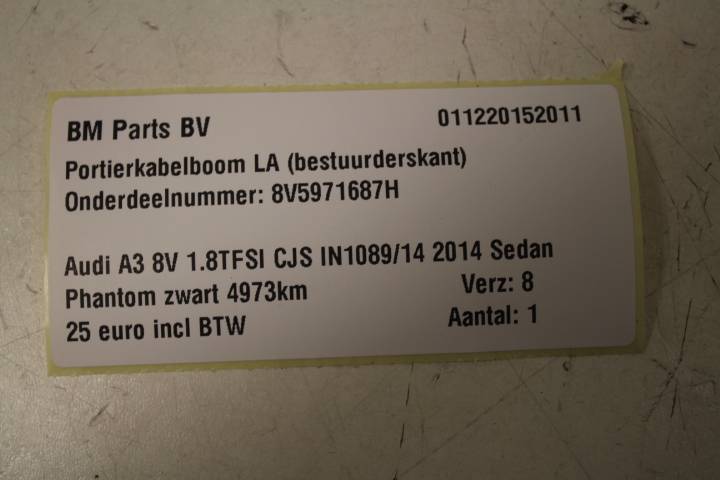 BM Parts BV 011220152011
Portierkabelboom LA (bestuurderskant)
Onderdeelnummer: 8V5971687H
Audi A3 8V 1.8TFSI CJS IN1089/14 2014 Sedan
Phantom zwart 4973km Verz: 8
25 euro incl BTW Aantal: 1